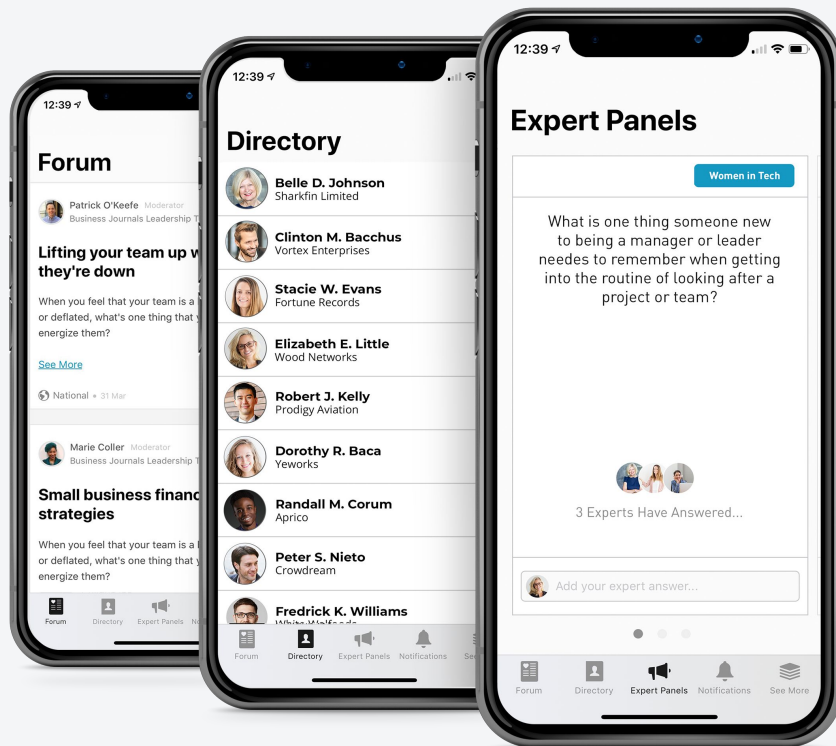 12:39
Forum
Patrick O'Keefe Moderator
Business Journals Leadership T
Lifting your team up w
they're down
When you feel that your team is a
or deflated, what's one thing that
energize them?
See More
National • 31 Mar
Marie Coller Moderator
Business Journals Leadership T
Small business financ
strategies
When you feel that your team is a
or deflated, what's one thing that
energize them?
Forum
Directory
Expert Panels
12:39
Directory
Belle D. Johnson
Sharkfin Limited
Clinton M. Bacchus
Vortex Enterprises
Stacie W. Evans
Fortune Records
Elizabeth E. Little
Wood Networks
Robert J. Kelly
Prodigy Aviation
Dorothy R. Baca
Yeworks
Randall M. Corum
Aprico
Peter S. Nieto
Crowdream
Fredrick K. Williams
Forum
Directory
Expert Panels
Notifications
12:39
Expert Panels
Women in Tech
What is one thing someone new
to being a manager or leader
needes to remember when getting
into the routine of looking after a
project or team?
3 Experts Have Answered...
Add your expert answer...
Forum
Directory
Expert Panels
Notifications
See More